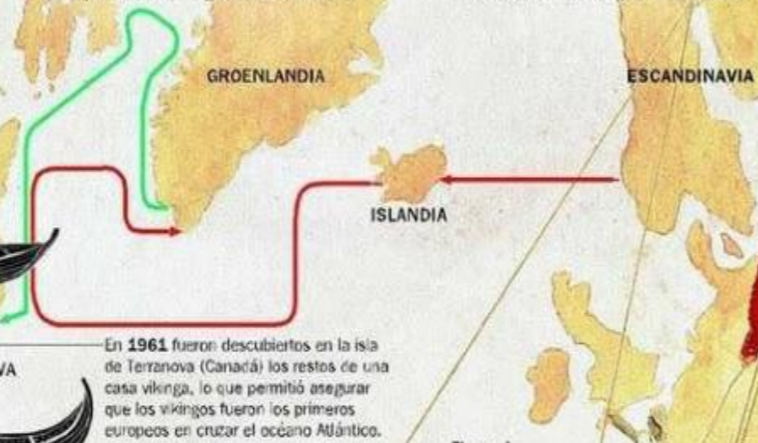 GROENLANDIA
ESCANDINAVIA
ISLANDIA
En 1961 fueron descubiertos en la isla
de Terranova (Canadá) los restos de una
casa vikinga, lo que permitió asegurar
que los vikingos fueron los primeros
europeos en cruzar el océano Atlántico.
VA